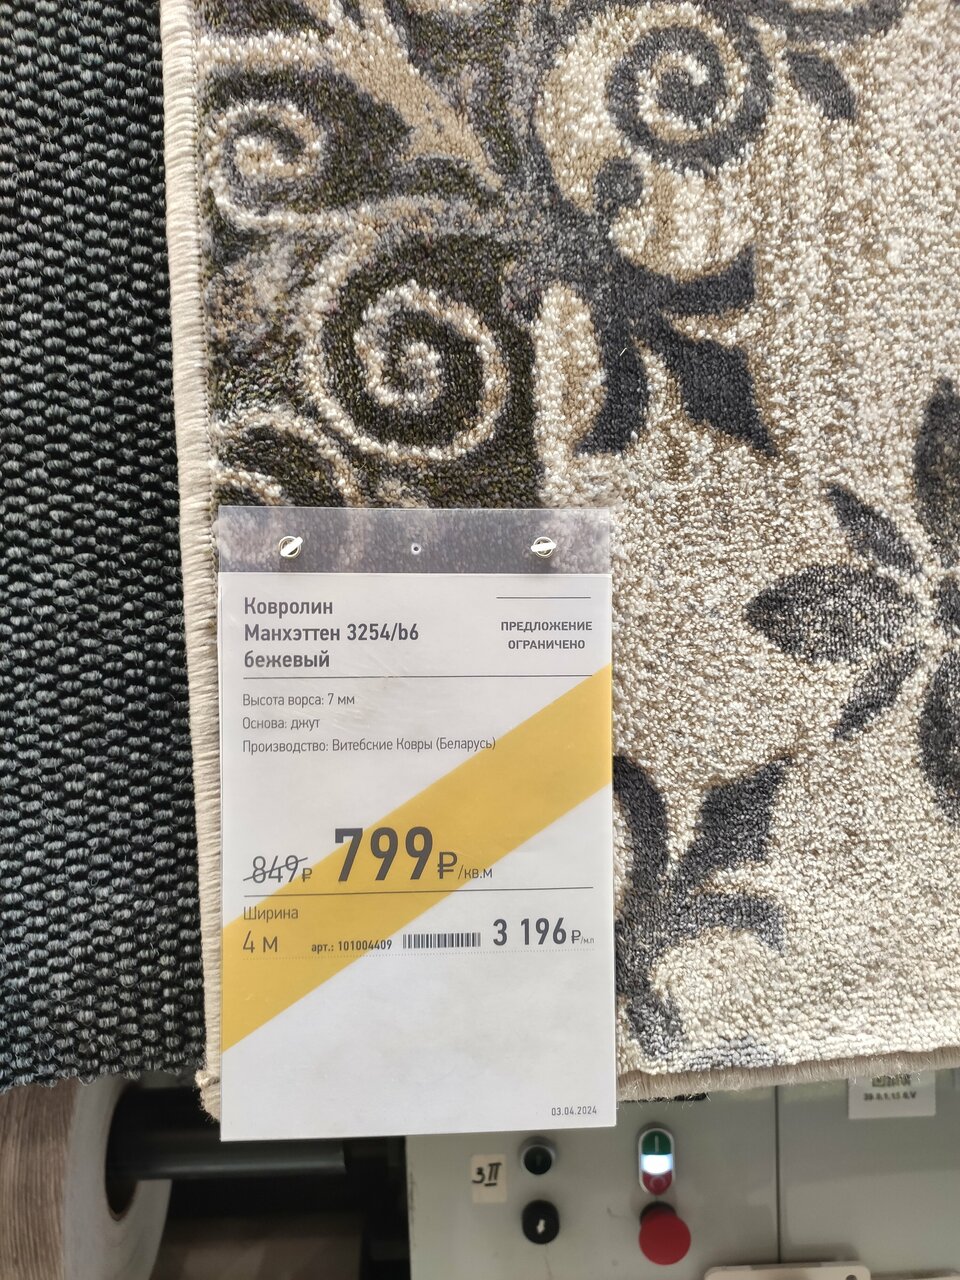 Ковролин
Манхэттен 3254/b6
бежевый
ПРЕДЛОЖЕНИЕ
ОГРАНИЧЕНО
Высота ворса: 7 мм
Основа: джут
Производство: Витебские Ковры (Беларусь)
849₽ 799₽/КВ.М
Ширина
4 м арт.: 101004409 3 196₽/м.п
03.04.2024
3П